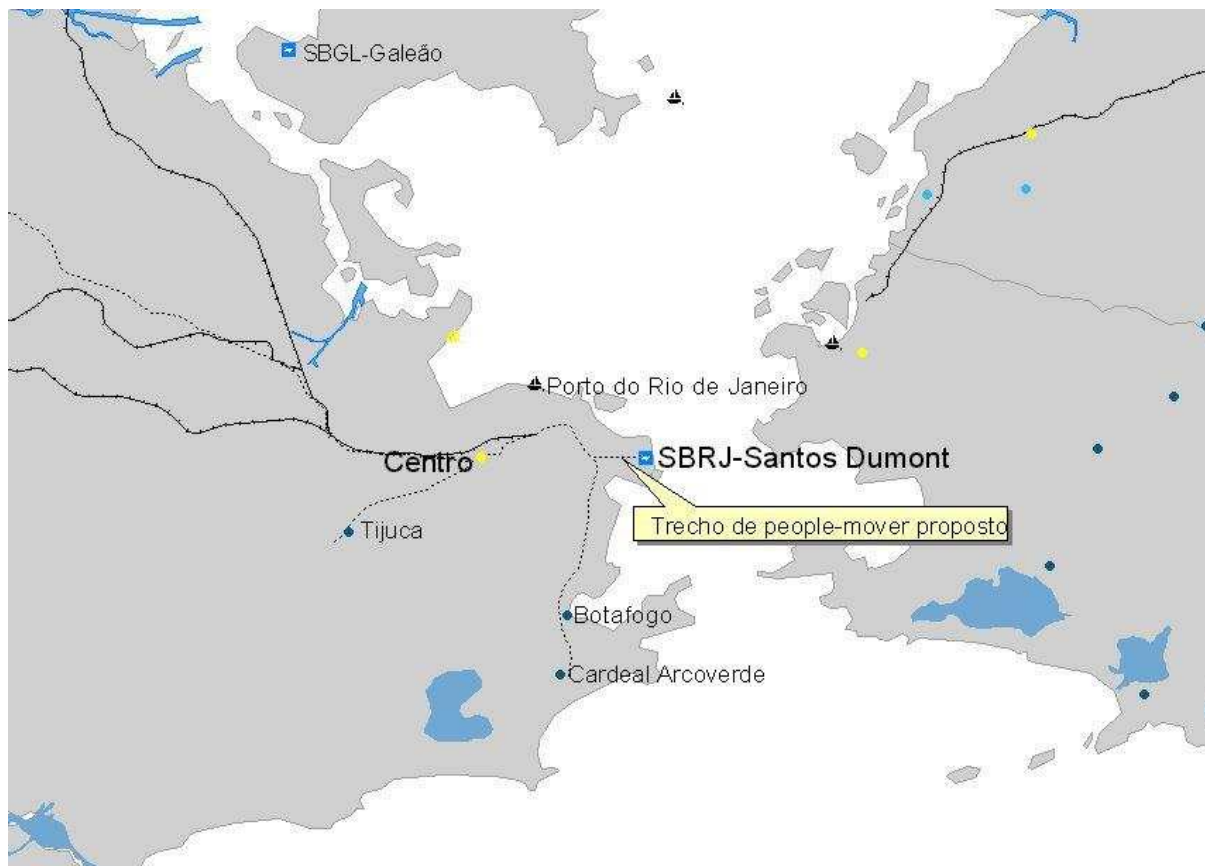 SBGL-Galeão
Porto do Rio de Janeiro
Centro
SBRJ-Santos Dumont
Trecho de people-mover proposto
Tijuca
Botafogo
Cardeal Arcoverde